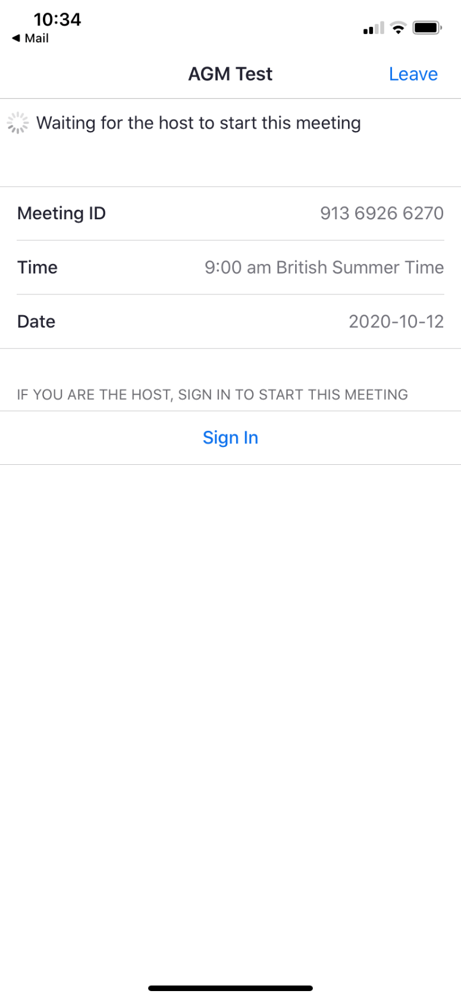 10:34
◀ Mail
AGM Test
Leave
Waiting for the host to start this meeting
Meeting ID 913 6926 6270
Time 9:00 am British Summer Time
Date 2020-10-12
IF YOU ARE THE HOST, SIGN IN TO START THIS MEETING
Sign In